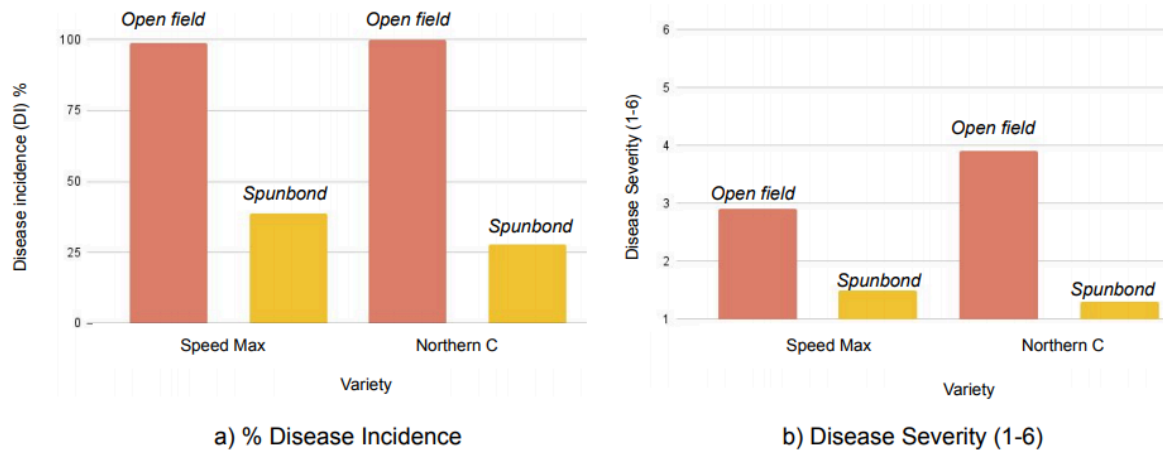 Open field
Open field
100
75
50
25
0
Disease incidence (DI) %
Spunbond
Spunbond
Speed Max
Northern C
Variety
a) % Disease Incidence
6
5
4
3
2
1
Disease Severity (1-6)
Open field
Open field
Spunbond
Spunbond
Speed Max
Northern C
Variety
b) Disease Severity (1-6)